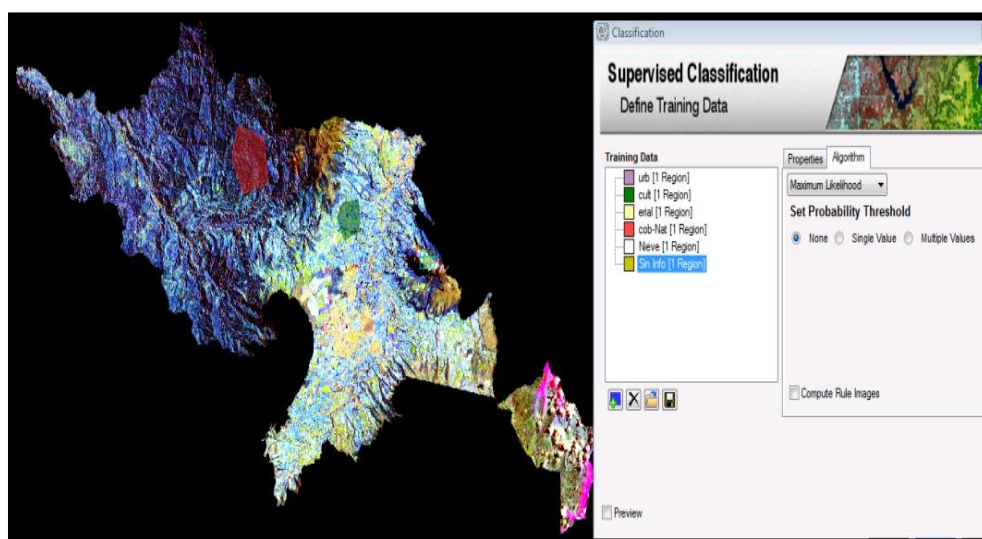 Classification
Supervised Classification
Define Training Data
Training Data
urb [1 Region]
cult [1 Region]
erial [1 Region]
cob-Nat [1 Region]
Nieve [1 Region]
Sin Info [1 Region]
Properties Algorithm
Maximum Likelihood
Set Probability Threshold
None Single Value Multiple Values
Compute Rule Images
Preview